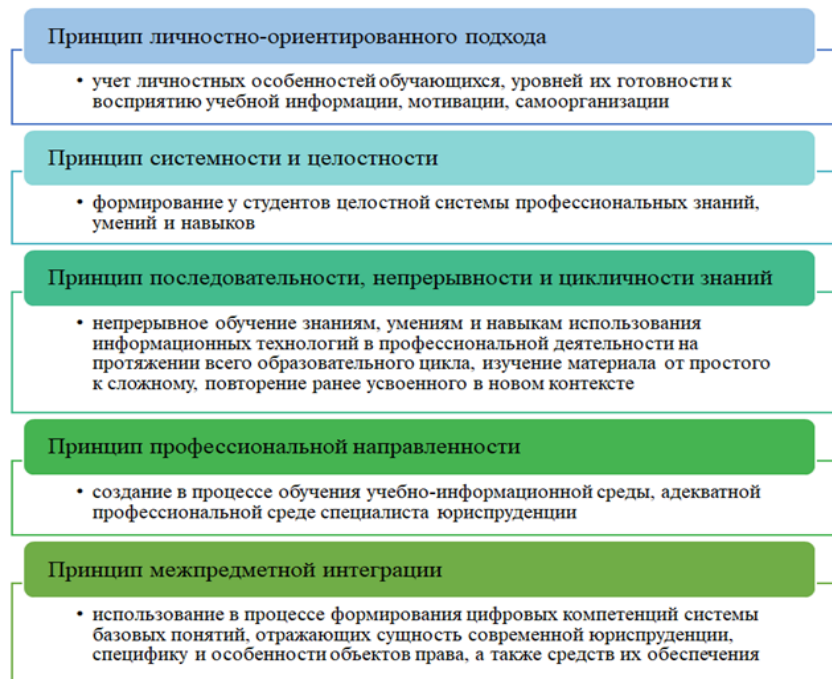 Принцип личностно-ориентированного подхода
• учет личностных особенностей обучающихся, уровней их готовности к
восприятию учебной информации, мотивации, самоорганизации
Принцип системности и целостности
• формирование у студентов целостной системы профессиональных знаний,
умений и навыков
Принцип последовательности, непрерывности и цикличности знаний
• непрерывное обучение знаниям, умениям и навыкам использования
информационных технологий в профессиональной деятельности на
протяжении всего образовательного цикла, изучение материала от простого
к сложному, повторение ранее усвоенного в новом контексте
Принцип профессиональной направленности
• создание в процессе обучения учебно-информационной среды, адекватной
профессиональной среде специалиста юриспруденции
Принцип межпредметной интеграции
• использование в процессе формирования цифровых компетенций системы
базовых понятий, отражающих сущность современной юриспруденции,
специфику и особенности объектов права, а также средств их обеспечения